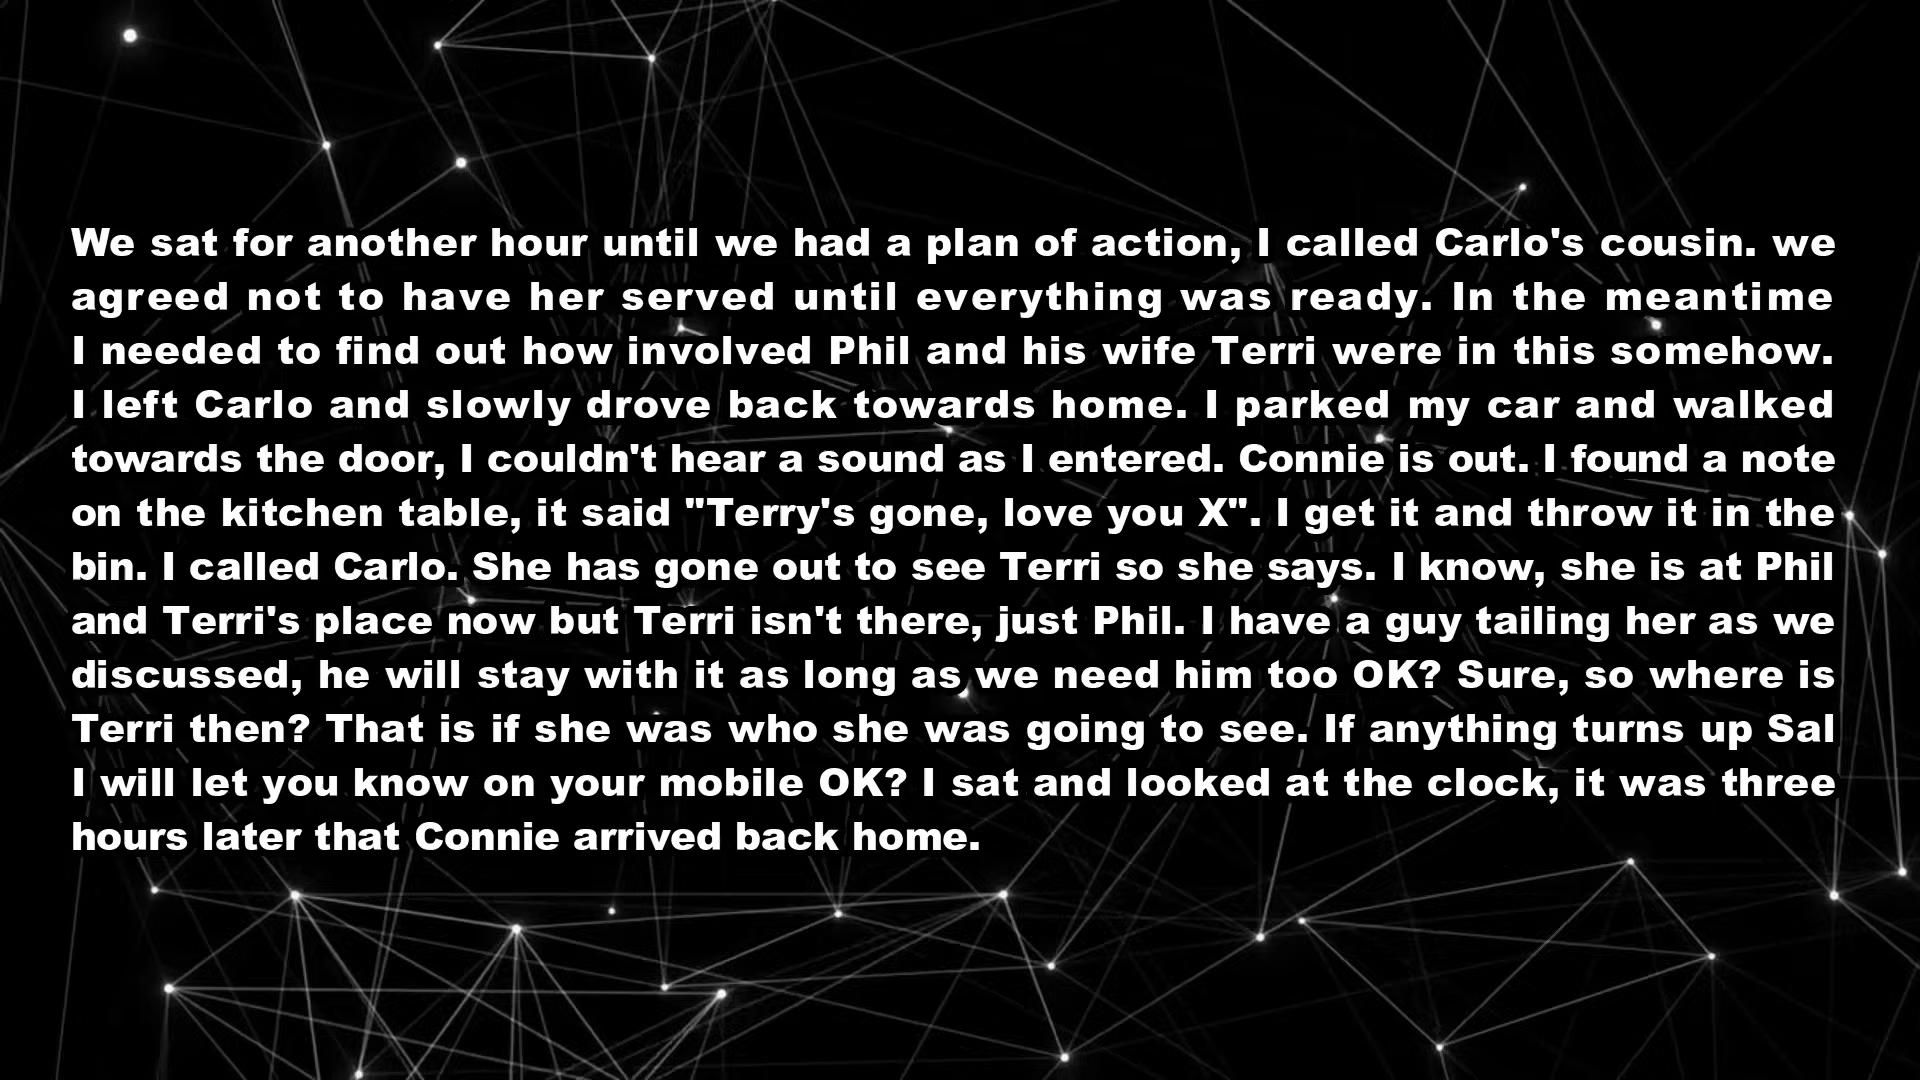 We sat for another hour until we had a plan of action, I called Carlo's cousin. we
agreed not to have her served until everything was ready. In the meantime
I needed to find out how involved Phil and his wife Terri were in this somehow.
I left Carlo and slowly drove back towards home. I parked my car and walked
towards the door, I couldn't hear a sound as I entered. Connie is out. I found a note
on the kitchen table, it said "Terry's gone, love you X". I get it and throw it in the
bin. I called Carlo. She has gone out to see Terri so she says. I know, she is at Phil
and Terri's place now but Terri isn't there, just Phil. I have a guy tailing her as we
discussed, he will stay with it as long as we need him too OK? Sure, so where is
Terri then? That is if she was who she was going to see. If anything turns up Sal
I will let you know on your mobile OK? I sat and looked at the clock, it was three
hours later that Connie arrived back home.